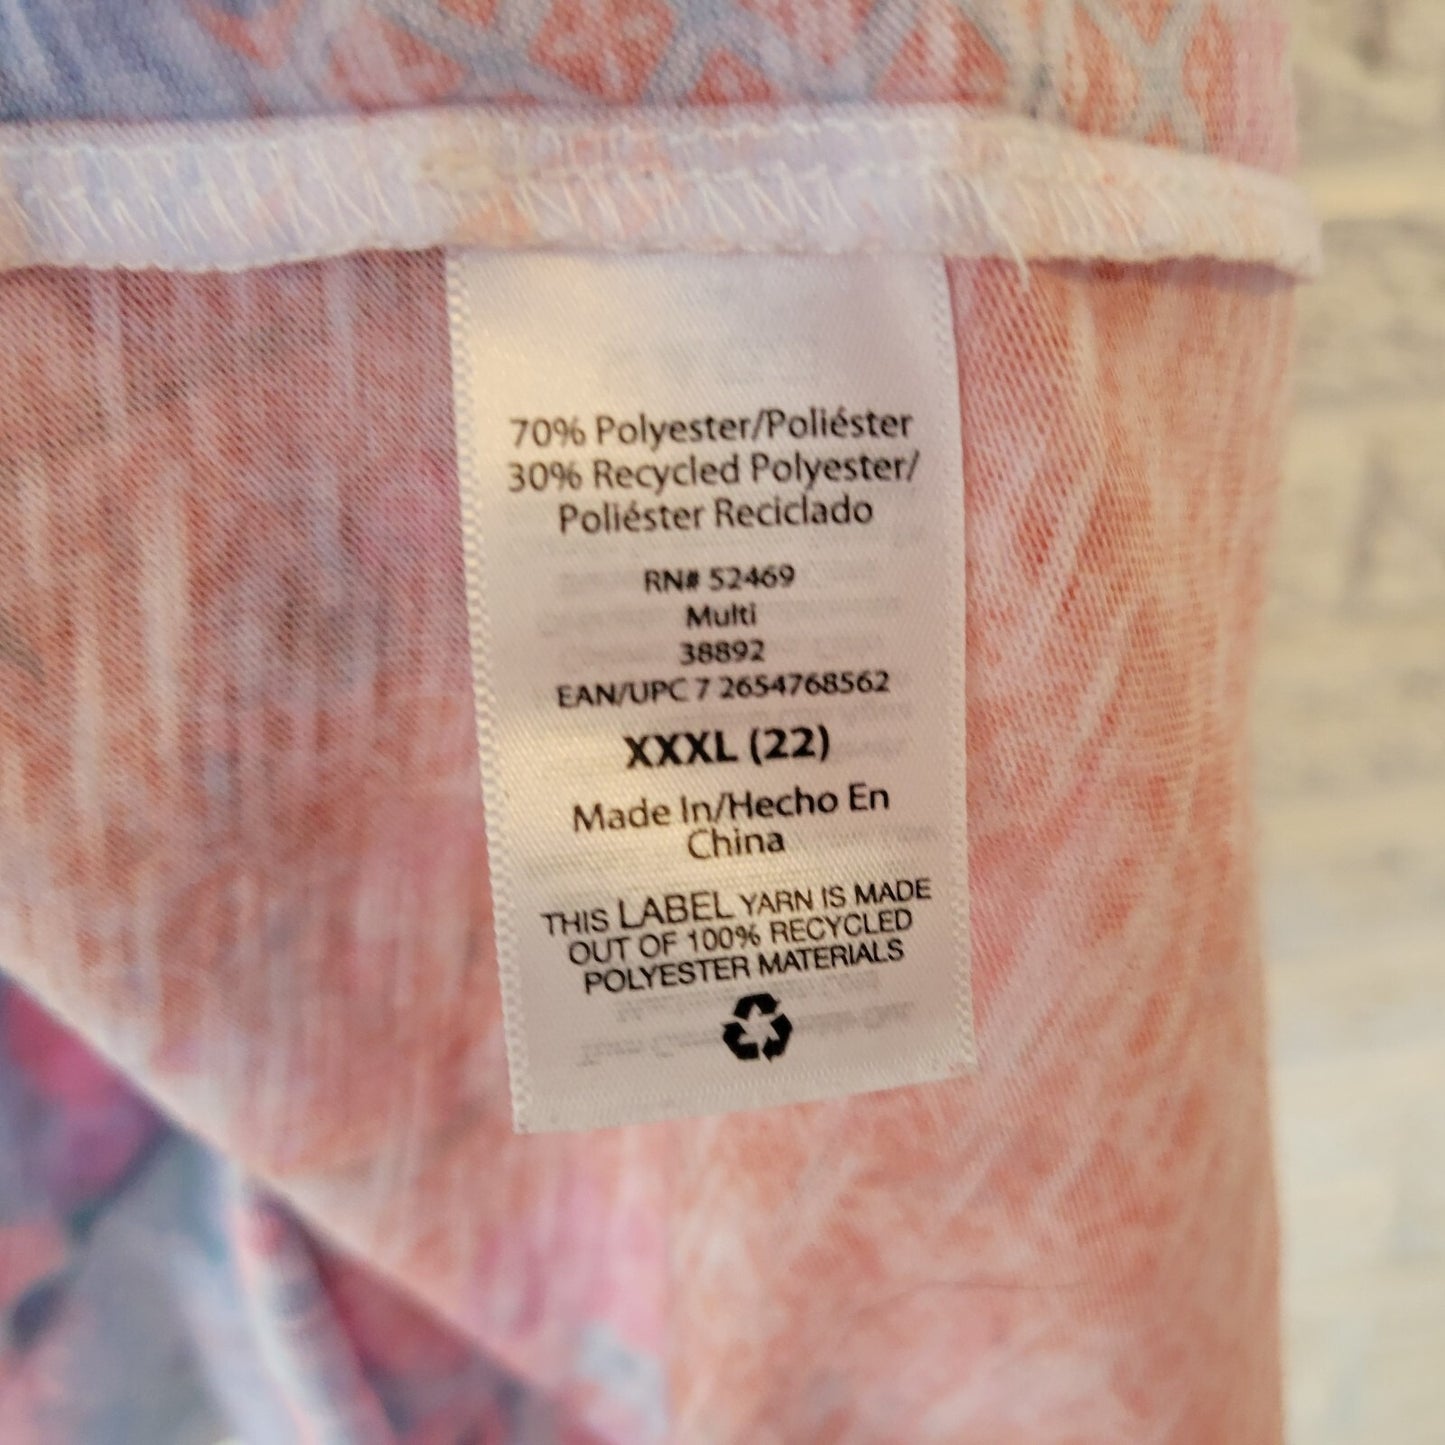 70% Polyester/Poliéster
30% Recycled Polyester/
Poliéster Reciclado
RN# 52469
Multi
38892
EAN/UPC 7 2654768562
XXXL (22)
Made In/Hecho En
China
THIS LABEL YARN IS MADE
OUT OF 100% RECYCLED
POLYESTER MATERIALS